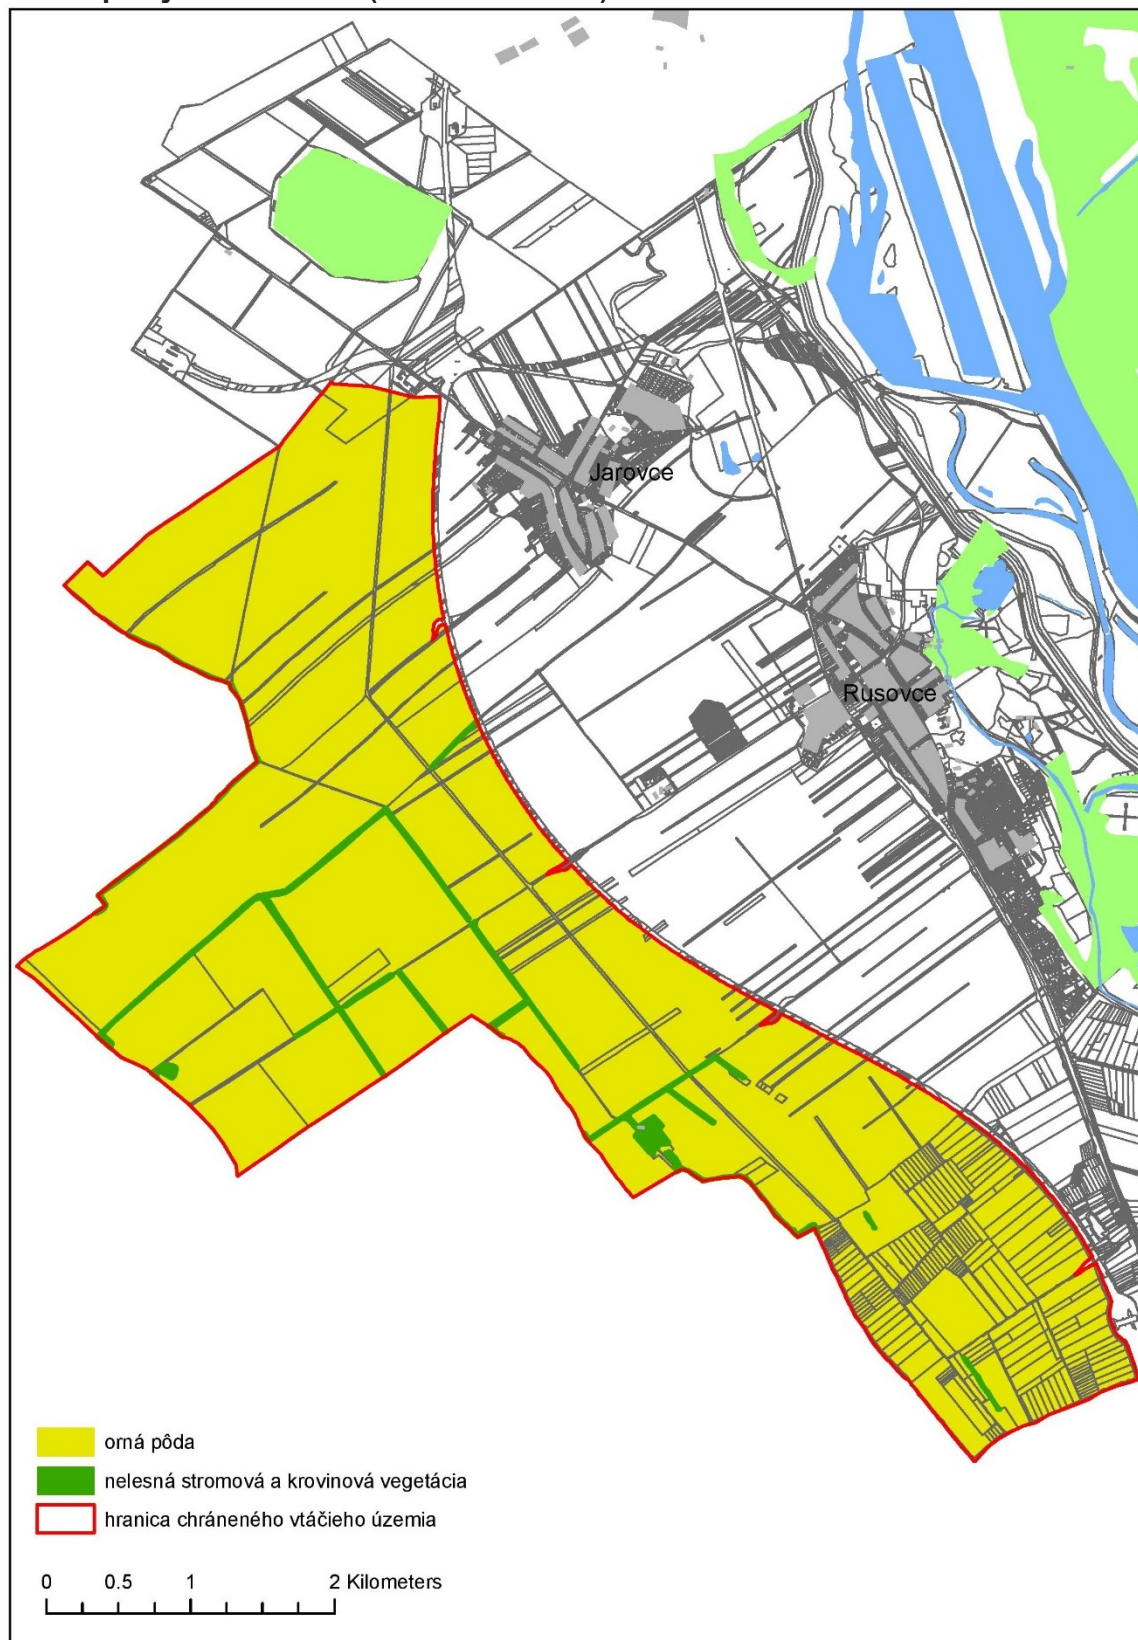 Jarovce
Rusovce
orná pôda
nelesná stromová a krovinová vegetácia
hranica chráneného vtáčieho územia
0 0.5 1 2 Kilometers